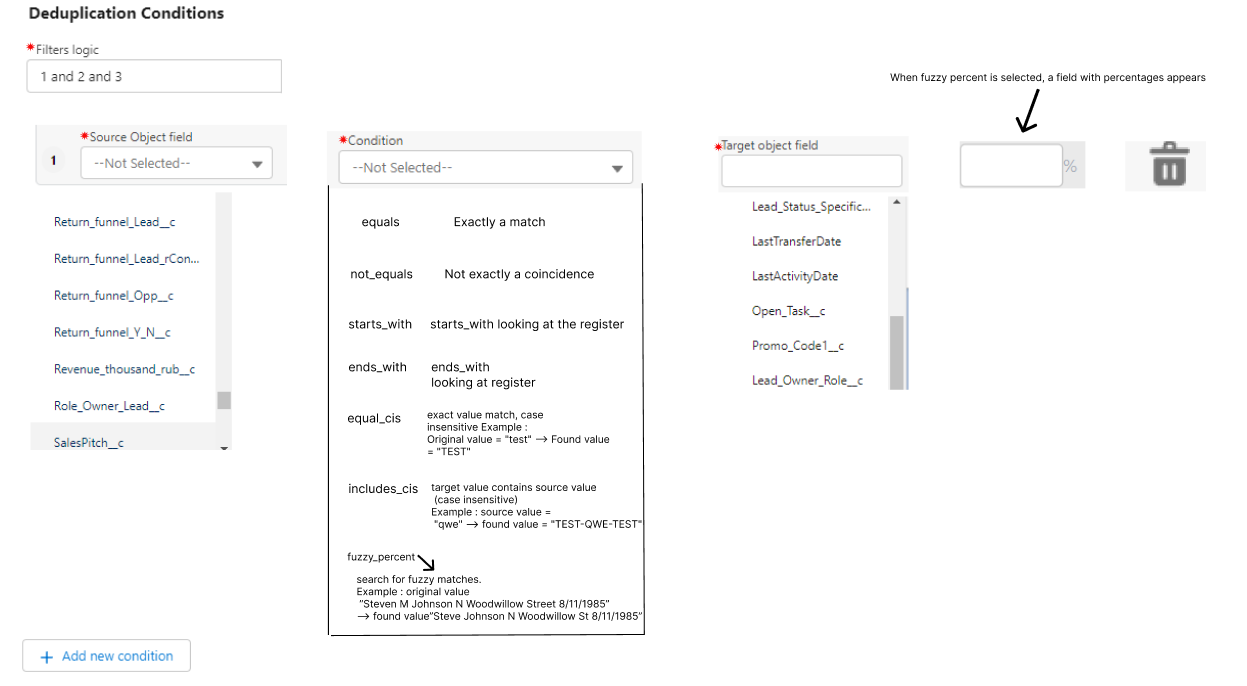 Deduplication Conditions
*Filters logic
1 and 2 and 3
When fuzzy percent is selected, a field with percentages appears
1
*Source Object field
--Not Selected--
Return_funnel_Lead__c
Return_funnel_Lead_rCon...
Return_funnel_Opp__c
Return_funnel_Y_N__c
Revenue_thousand_rub__c
Role_Owner_Lead__c
SalesPitch__c
*Condition
--Not Selected--
equals Exactly a match
not_equals Not exactly a coincidence
starts_with starts_with looking at the register
ends_with ends_with
looking at register
equal_cis exact value match, case
insensitive Example :
Original value = "test" --> Found value
= "TEST"
includes_cis target value contains source value
(case insensitive)
Example : source value =
"qwe" --> found value = "TEST-QWE-TEST"
fuzzy_percent
search for fuzzy matches.
Example : original value
"Steven M Johnson N Woodwillow Street 8/11/1985"
--> found value"Steve Johnson N Woodwillow St 8/11/1985"
*Target object field
Lead_Status_Specific...
LastTransferDate
LastActivityDate
Open_Task__c
Promo_Code1__c
Lead_Owner_Role__c
%
+ Add new condition